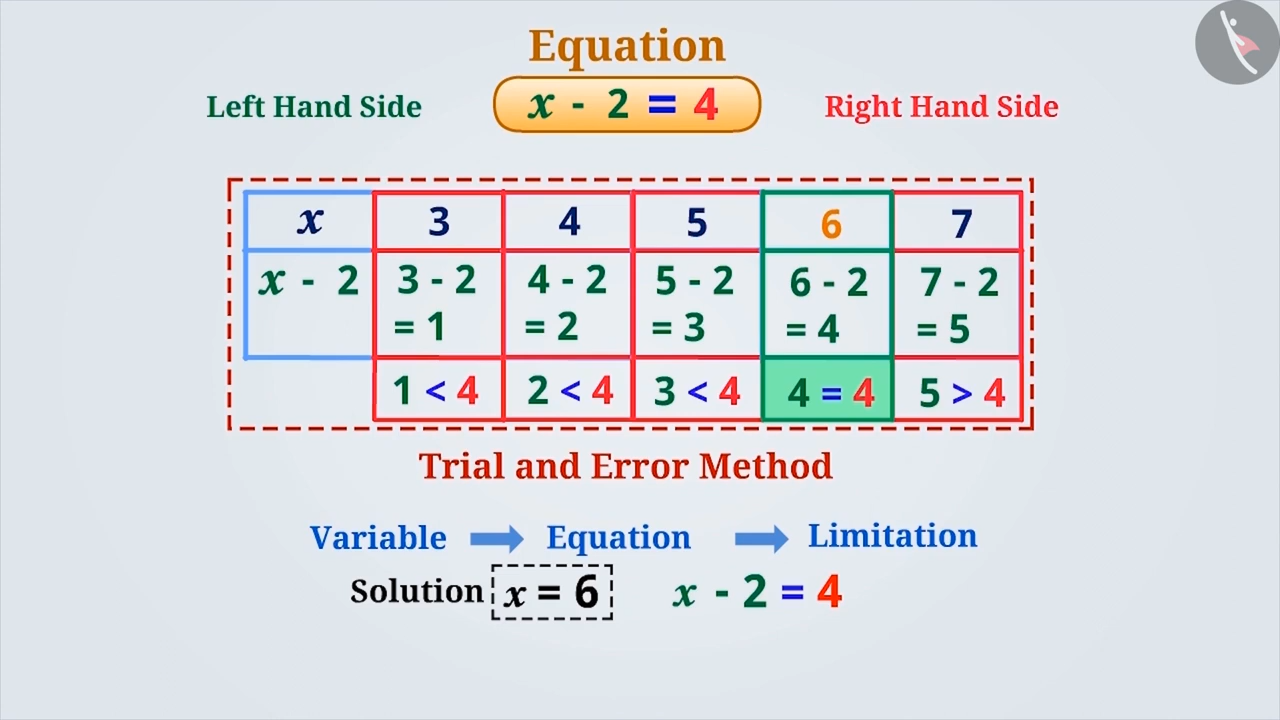 Equation
Left Hand Side x - 2 = 4 Right Hand Side
x 3 4 5 6 7
x - 2 3 - 2 4 - 2 5 - 2 6 - 2 7 - 2
= 1 = 2 = 3 = 4 = 5
1 < 4 2 < 4 3 < 4 4 = 4 5 > 4
Trial and Error Method
Variable Equation Limitation
Solution x = 6 x - 2 = 4